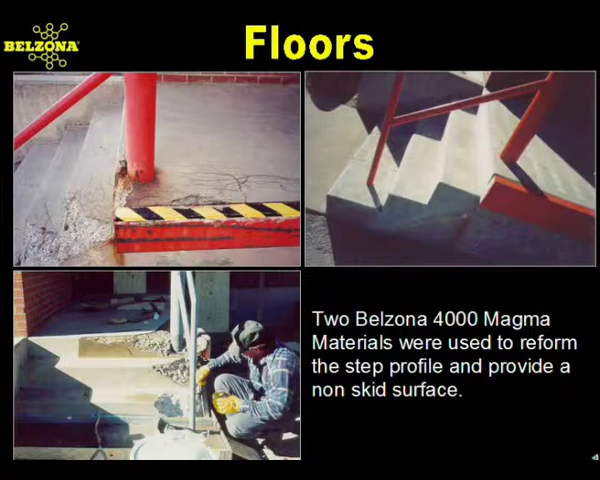 BELZONA
Floors
Two Belzona 4000 Magma
Materials were used to reform
the step profile and provide a
non skid surface.